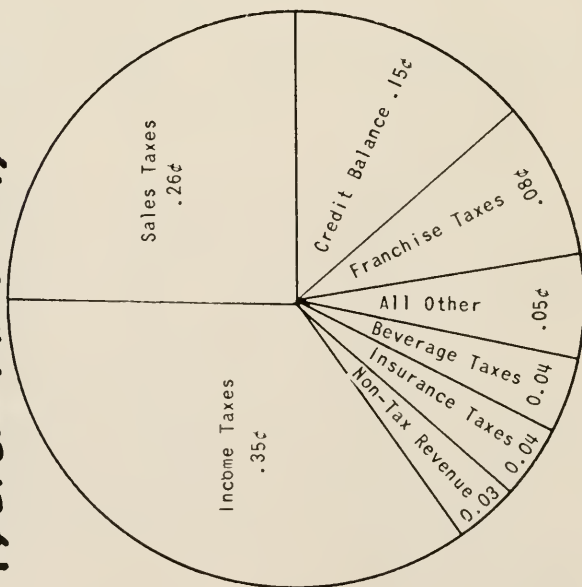 Sales Taxes
.26¢
Credit Balance .15¢
Franchise Taxes .08¢
All Other .05¢
Beverage Taxes 0.04
Insurance Taxes 0.04
Non-Tax Revenue 0.03
Income Taxes
.35¢